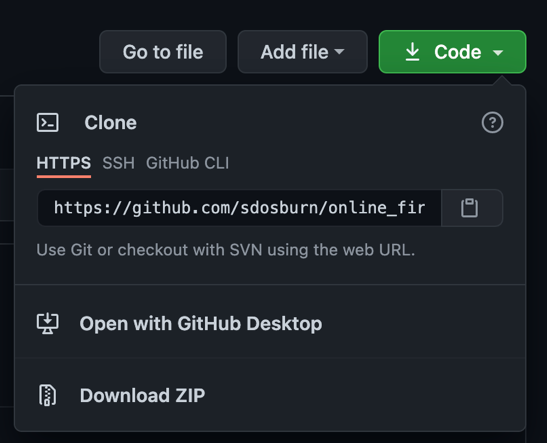 Go to file
Add file
Code
Clone
HTTPS SSH GitHub CLI
https://github.com/sdosburn/online_fir
Use Git or checkout with SVN using the web URL.
Open with GitHub Desktop
Download ZIP